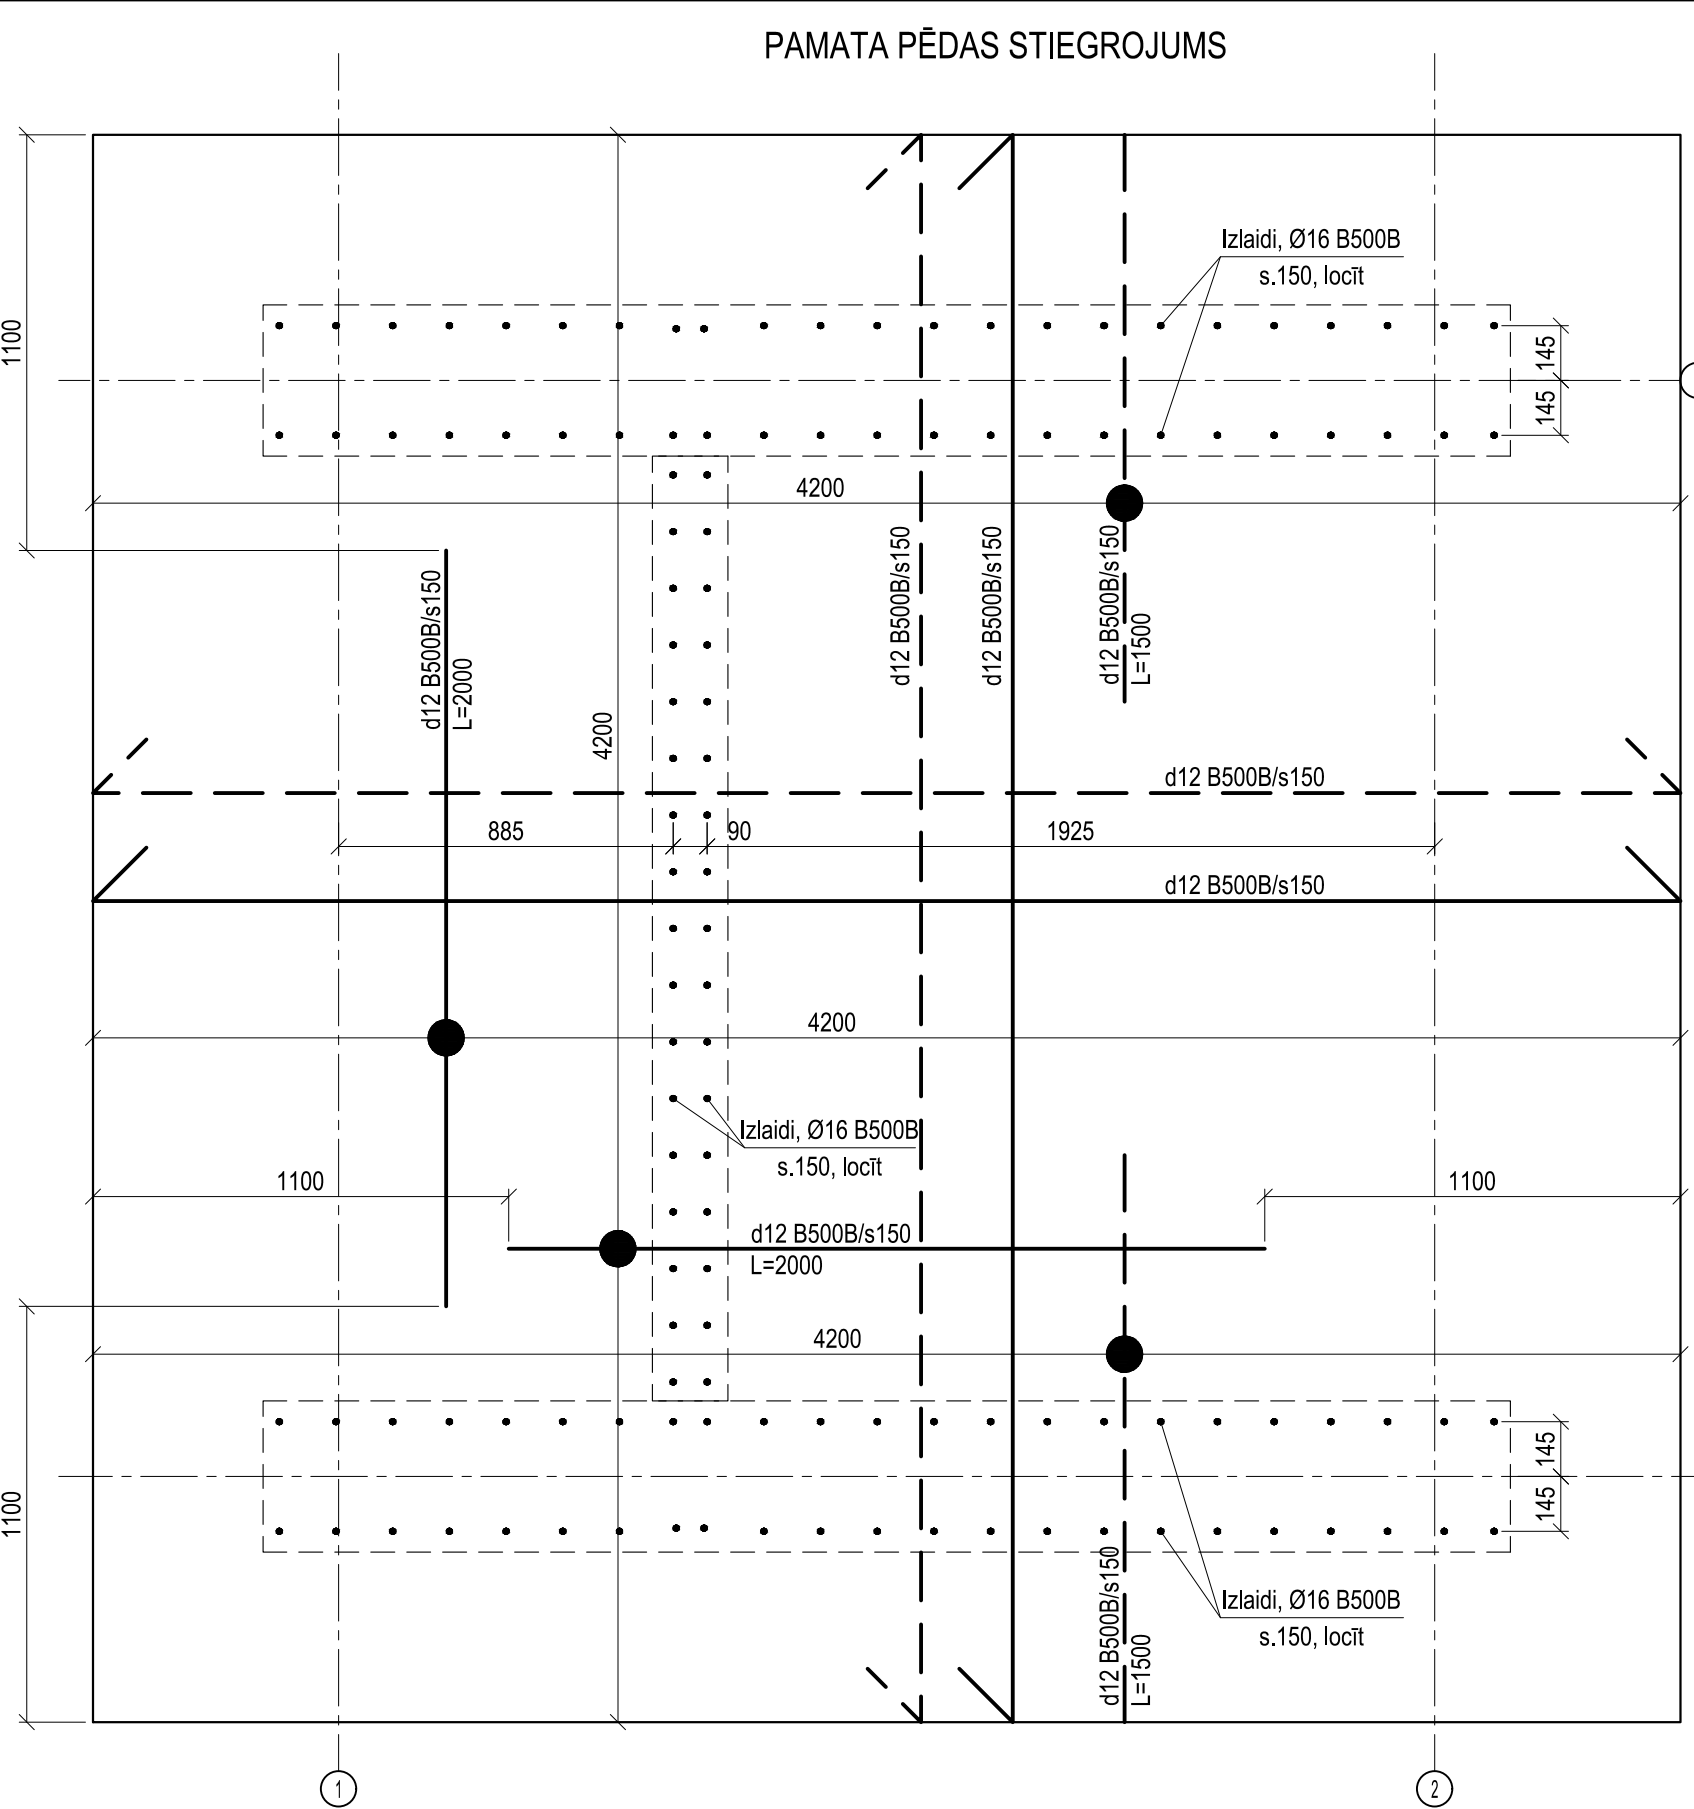 PAMATA PĒDAS STIEGROJUMS
Izlaidi, Ø16 B500B
s.150, locīt
1100
145
145
4200
d12 B500B/s150
d12 B500B/s150
d12 B500B/s150
L=1500
d12 B500B/s150
L=2000
4200
d12 B500B/s150
885
90
1925
d12 B500B/s150
4200
Izlaidi, Ø16 B500B
s.150, locīt
1100
1100
d12 B500B/s150
L=2000
4200
1100
145
145
d12 B500B/s150
L=1500
Izlaidi, Ø16 B500B
s.150, locīt
1
2